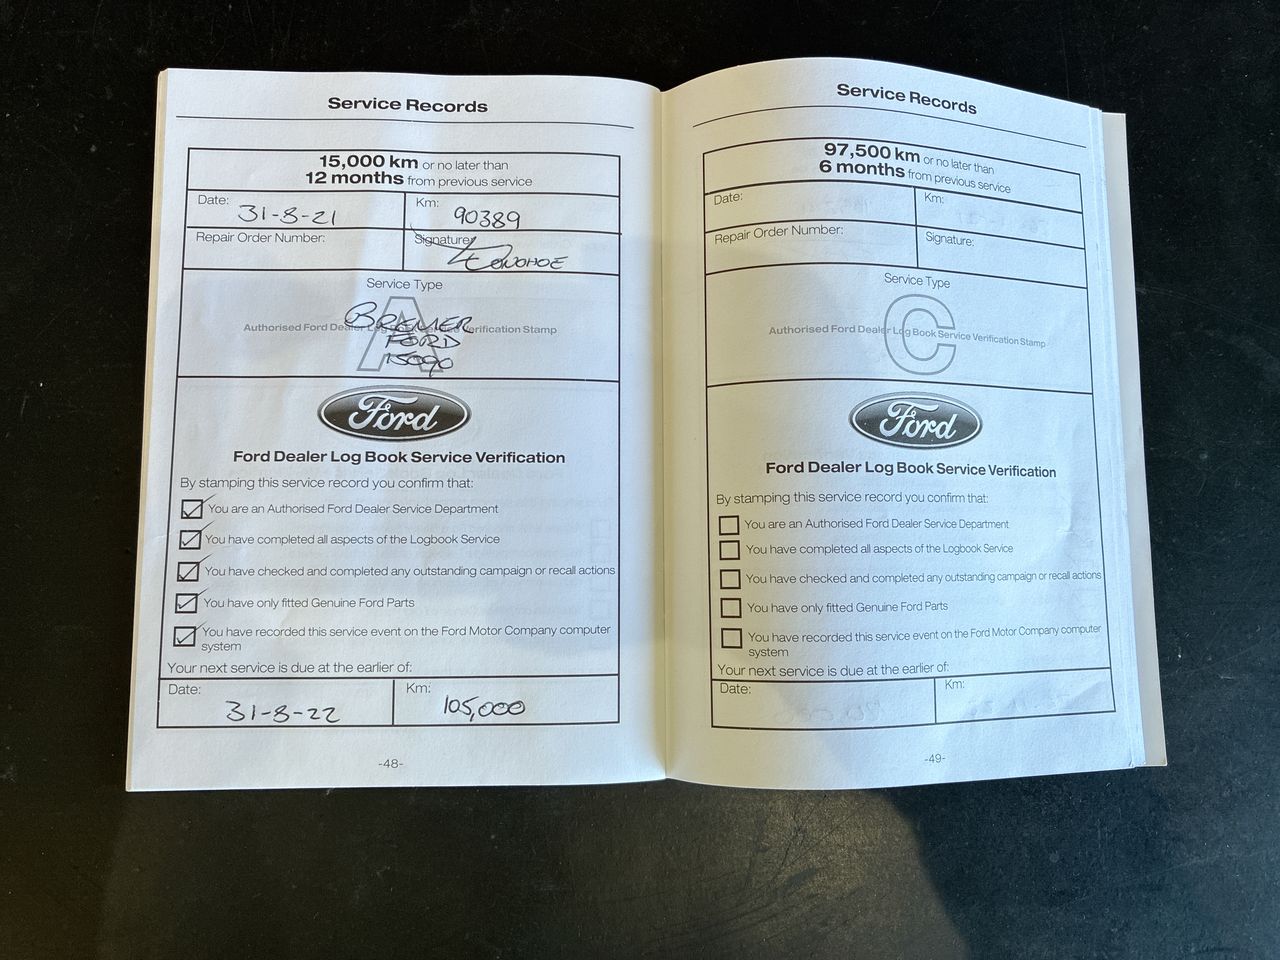 Service Records
15,000 km or no later than
12 months from previous service
Date: 31-8-21
Km: 90389
Repair Order Number:
Signature:
Service Type
A
Authorised Ford Dealer Log Book Service Verification Stamp
BREMER
FORD
15090
Ford
Ford Dealer Log Book Service Verification
By stamping this service record you confirm that:
You are an Authorised Ford Dealer Service Department
You have completed all aspects of the Logbook Service
You have checked and completed any outstanding campaign or recall actions
You have only fitted Genuine Ford Parts
You have recorded this service event on the Ford Motor Company computer
system
Your next service is due at the earlier of:
Date: 31-8-22
Km: 105,000
-48-
Service Records
97,500 km or no later than
6 months from previous service
Date:
Km:
Repair Order Number:
Signature:
Service Type
C
Authorised Ford Dealer Log Book Service Verification Stamp
Ford
Ford Dealer Log Book Service Verification
By stamping this service record you confirm that:
You are an Authorised Ford Dealer Service Department
You have completed all aspects of the Logbook Service
You have checked and completed any outstanding campaign or recall actions
You have only fitted Genuine Ford Parts
You have recorded this service event on the Ford Motor Company computer
system
Your next service is due at the earlier of:
Date:
Km:
-49-